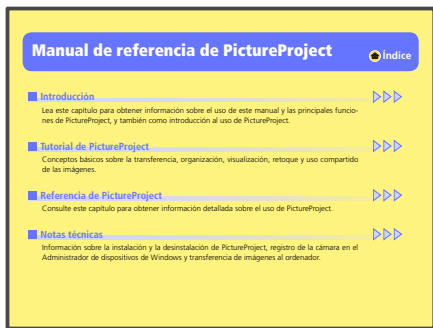 Manual de referencia de PictureProject
Índice
Introducción
Lea este capítulo para obtener información sobre el uso de este manual y las principales funcio-
nes de PictureProject, y también como introducción al uso de PictureProject.
Tutorial de PictureProject
Conceptos básicos sobre la transferencia, organización, visualización, retoque y uso compartido
de las imágenes.
Referencia de PictureProject
Consulte este capítulo para obtener información detallada sobre el uso de PictureProject.
Notas técnicas
Información sobre la instalación y la desinstalación de PictureProject, registro de la cámara en el
Administrador de dispositivos de Windows y transferencia de imágenes al ordenador.